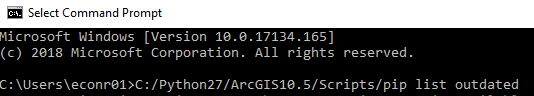 Select Command Prompt
Microsoft Windows [Version 10.0.17134.165]
(c) 2018 Microsoft Corporation. All rights reserved.
C:\Users\econr01>C:/Python27/ArcGIS10.5/Scripts/pip list outdated